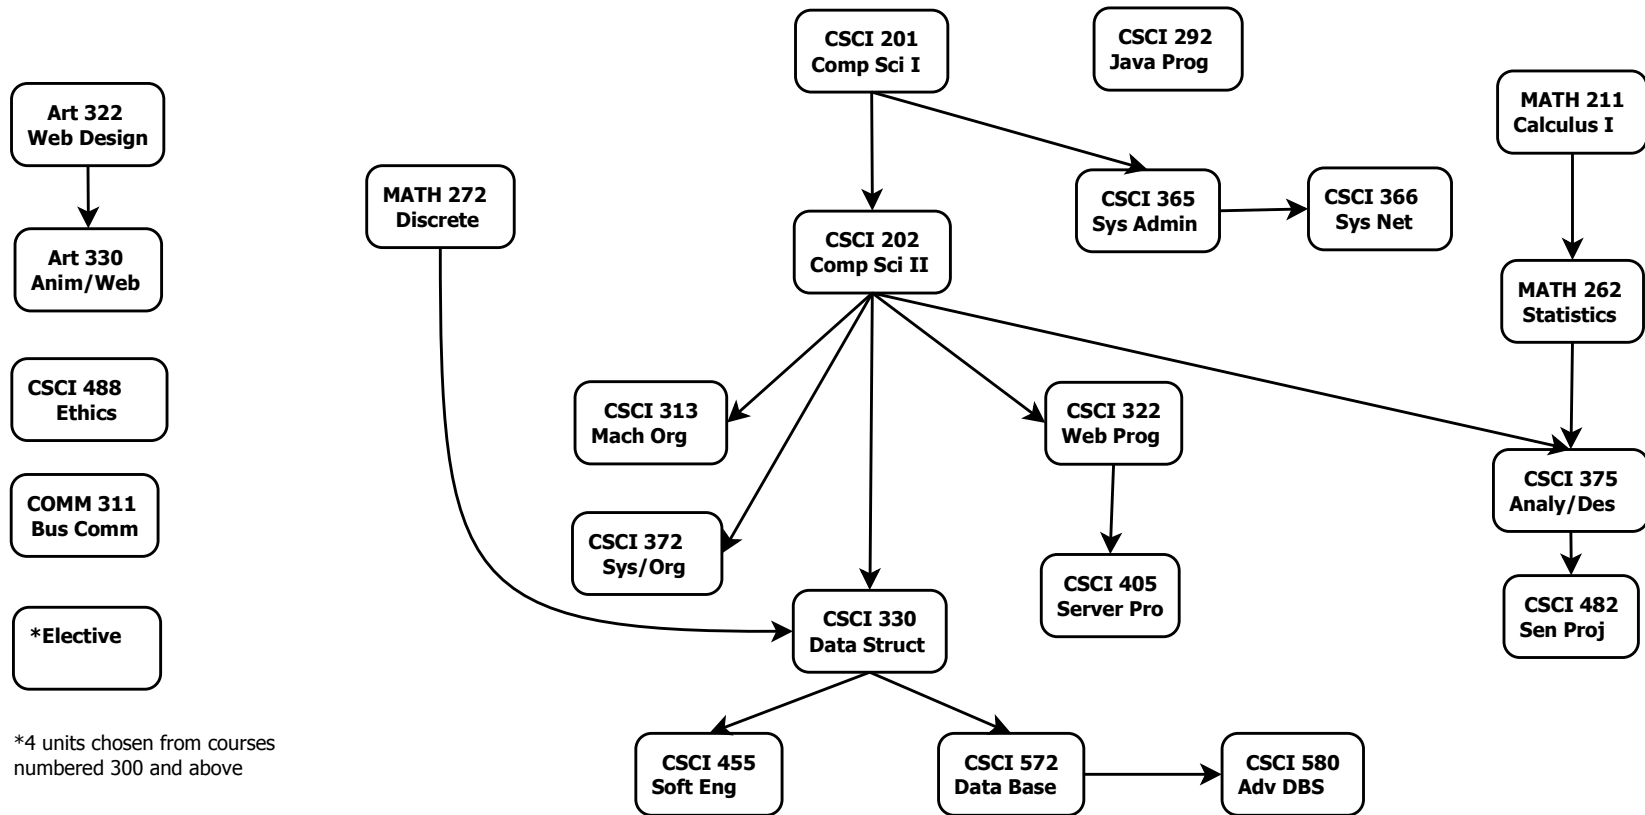 CSCI 201
Comp Sci I
CSCI 292
Java Prog
Art 322
Web Design
MATH 211
Calculus I
MATH 272
Discrete
CSCI 365
Sys Admin
CSCI 366
Sys Net
CSCI 202
Comp Sci II
Art 330
Anim/Web
MATH 262
Statistics
CSCI 488
Ethics
CSCI 313
Mach Org
CSCI 322
Web Prog
CSCI 375
Analy/Des
COMM 311
Bus Comm
CSCI 372
Sys/Org
CSCI 405
Server Pro
CSCI 330
Data Struct
CSCI 482
Sen Proj
*Elective
*4 units chosen from courses
numbered 300 and above
CSCI 455
Soft Eng
CSCI 572
Data Base
CSCI 580
Adv DBS